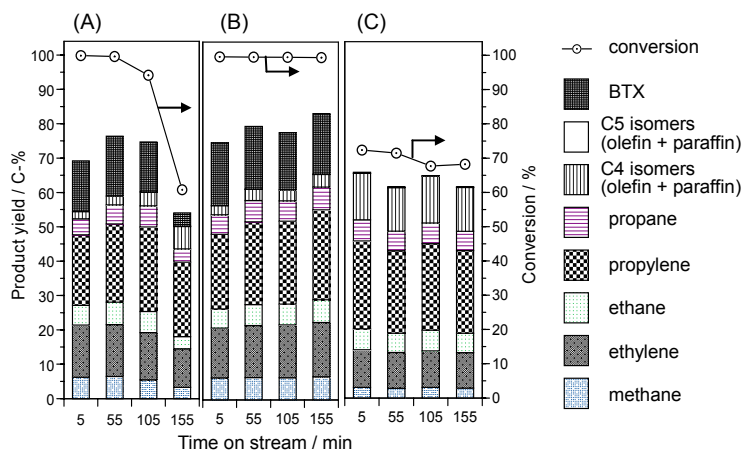 (A) (B) (C)
100 100
90 90
80 80
70 70
60 60
50 50
40 40
30 30
20 20
10 10
0 0
Product yield / C-%
Conversion / %
5 55 105 155 5 55 105 155 5 55 105 155
Time on stream / min
conversion
BTX
C5 isomers
(olefin + paraffin)
C4 isomers
(olefin + paraffin)
propane
propylene
ethane
ethylene
methane